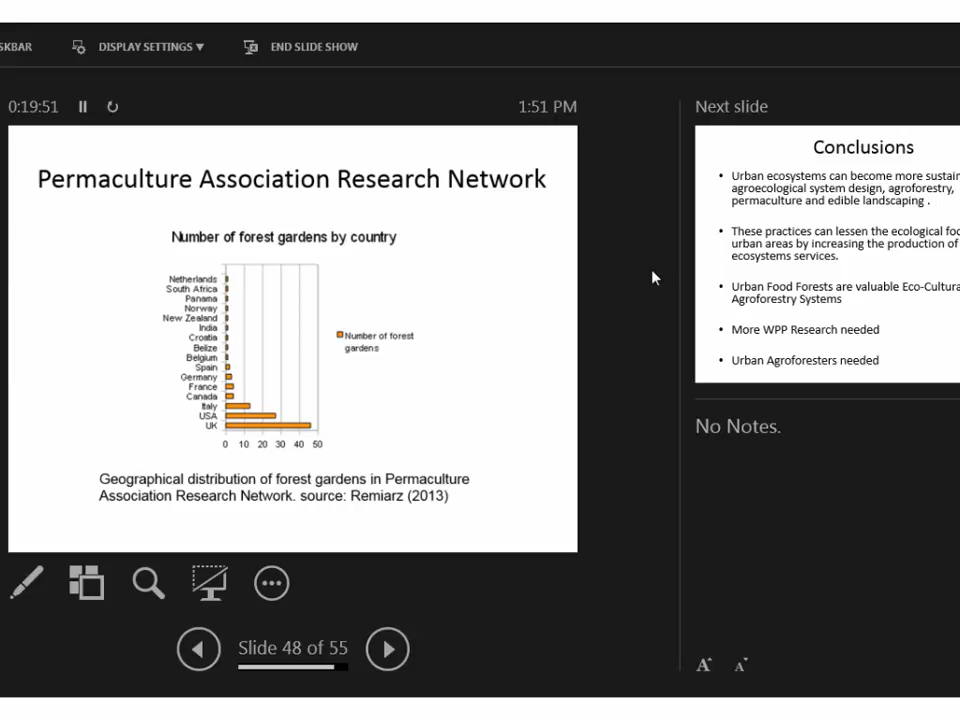 SKBAR DISPLAY SETTINGS ▼ END SLIDE SHOW
0:19:51 1:51 PM
Permaculture Association Research Network
Number of forest gardens by country
Netherlands
South Africa
Panama
Norway
New Zealand
India
Croatia
Belize
Belgium
Spain
Germany
France
Canada
Italy
USA
UK
0 10 20 30 40 50
Number of forest
gardens
Geographical distribution of forest gardens in Permaculture
Association Research Network. source: Remiarz (2013)
Slide 48 of 55
Next slide
Conclusions
• Urban ecosystems can become more sustain
agroecological system design, agroforestry,
permaculture and edible landscaping .
• These practices can lessen the ecological foo
urban areas by increasing the production of
ecosystems services.
• Urban Food Forests are valuable Eco-Cultura
Agroforestry Systems
• More WPP Research needed
• Urban Agroforesters needed
No Notes.
A A